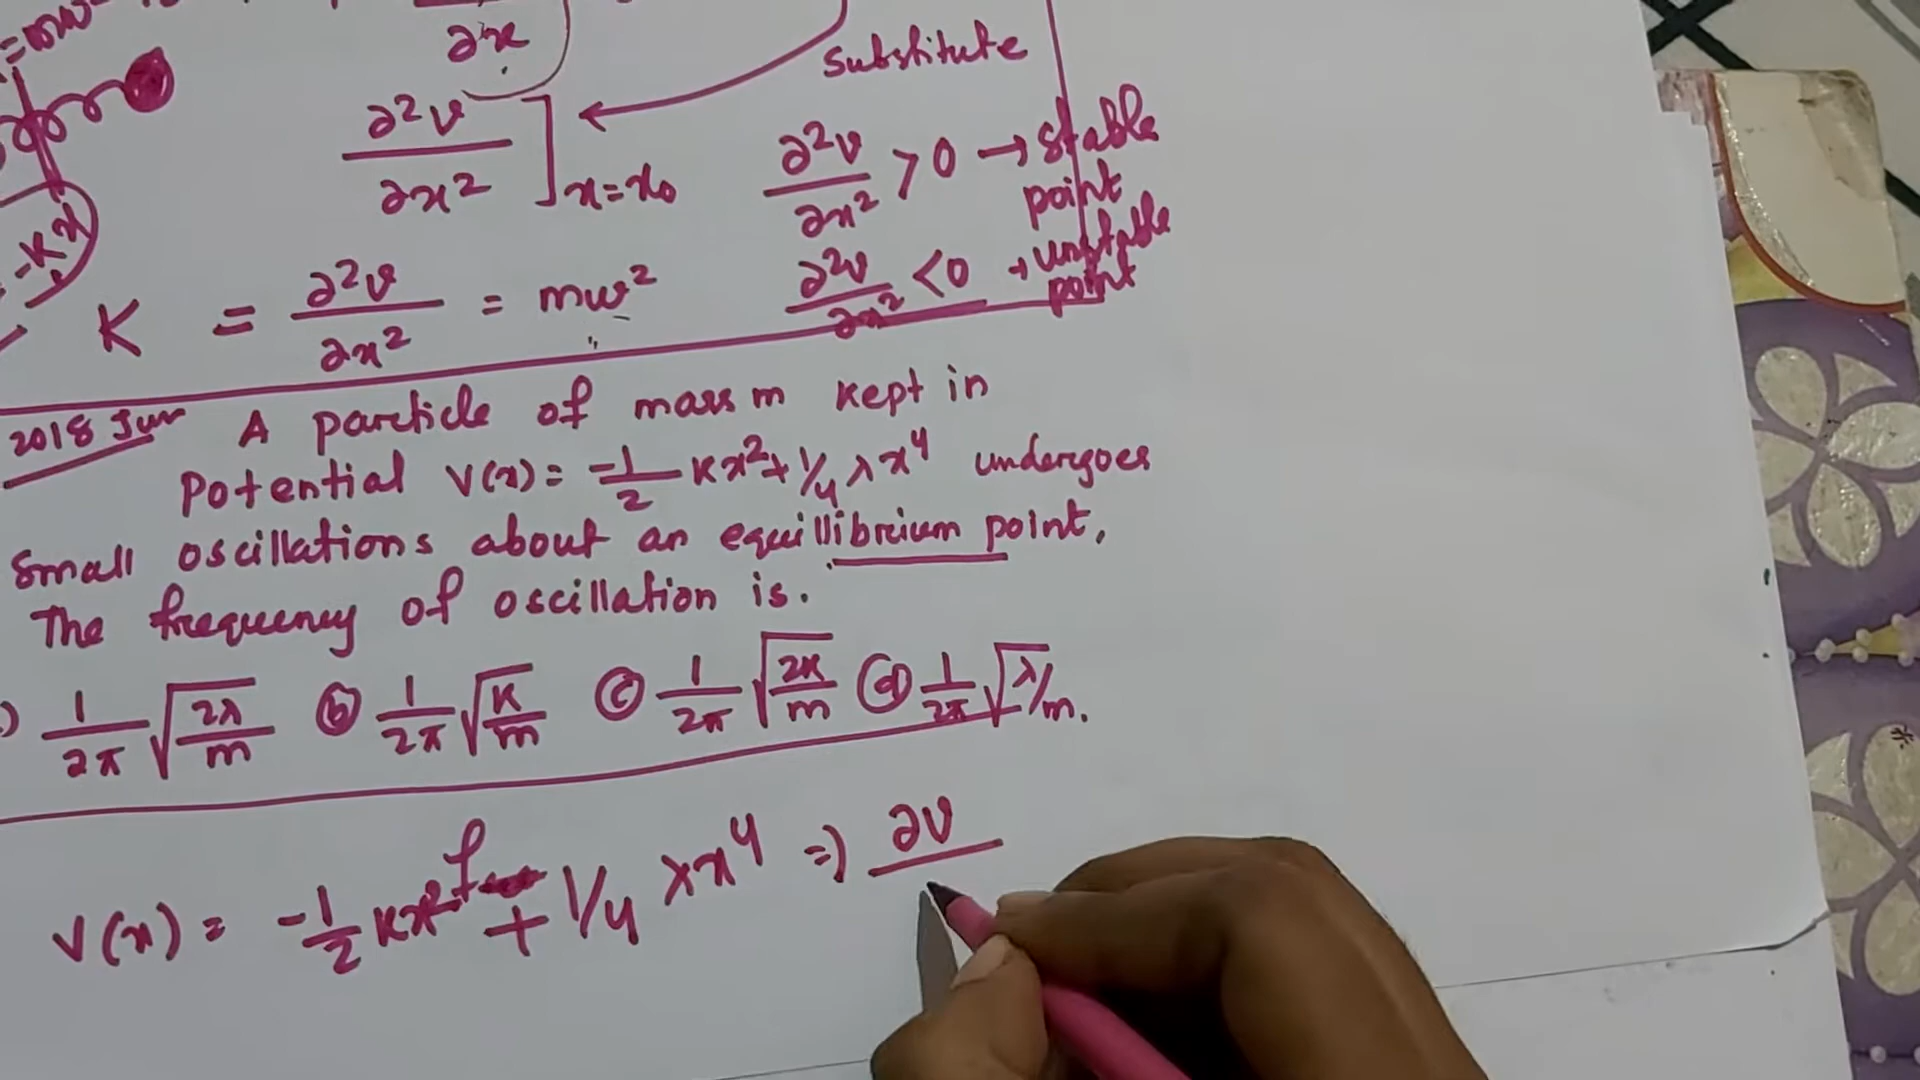 ∂x
Substitute
∂²v/∂x² ]x=x₀
∂²v/∂x² > 0 → stable point
-Kx
K = ∂²v/∂x² = mω²
∂²v/∂x² < 0 → unstable point
2018 Jun A particle of mass m kept in
Potential V(x) = -1/2 Kx² + 1/4 λx⁴ undergoes
Small oscillations about an equillibrium point,
The frequency of oscillation is.
) 1/2π √2λ/m (b) 1/2π √K/m (c) 1/2π √2K/m (d) 1/2π √λ/m.
V(x) = -1/2 Kx² + 1/4 λx⁴ ⇒ ∂V